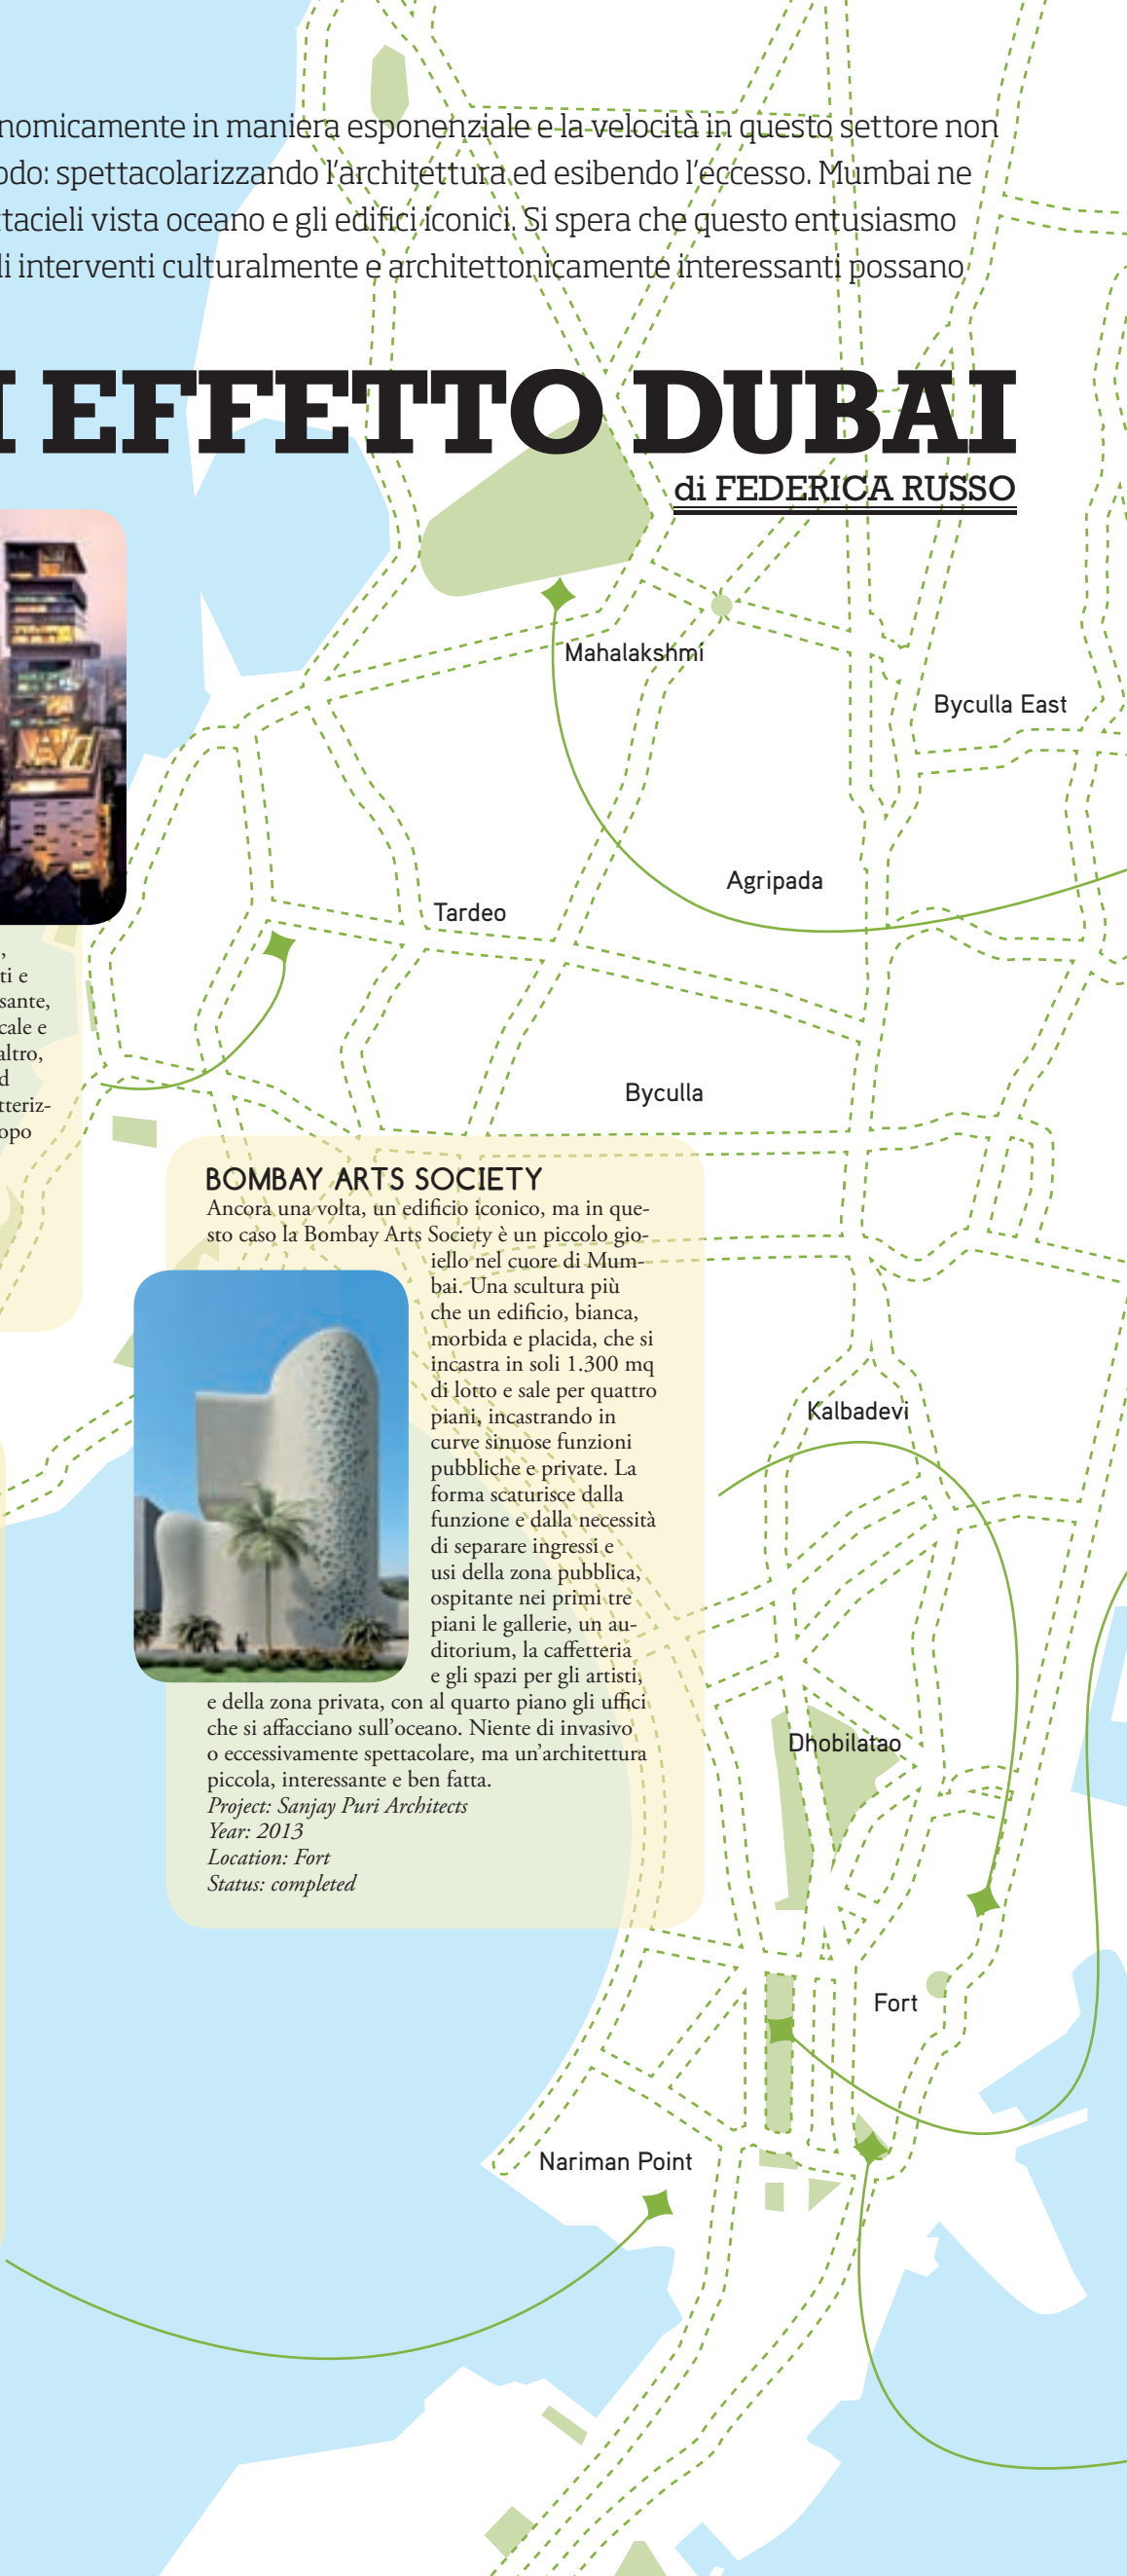 nomicamente in maniera esponenziale e la velocità in questo settore non
odo: spettacolarizzando l'architettura ed esibendo l'eccesso. Mumbai ne
ttacieli vista oceano e gli edifici iconici. Si spera che questo entusiasmo
li interventi culturalmente e architettonicamente interessanti possano
I EFFETTO DUBAI
di FEDERICA RUSSO
Mahalakshmi
Byculla East
Agripada
Tardeo
,
ti e
sante,
cale e
altro,
d
tteriz-
opo
Byculla
BOMBAY ARTS SOCIETY
Ancora una volta, un edificio iconico, ma in que-
sto caso la Bombay Arts Society è un piccolo gio-
iello nel cuore di Mum-
bai. Una scultura più
che un edificio, bianca,
morbida e placida, che si
incastra in soli 1.300 mq
di lotto e sale per quattro
piani, incastrando in
curve sinuose funzioni
pubbliche e private. La
forma scaturisce dalla
funzione e dalla necessità
di separare ingressi e
usi della zona pubblica,
ospitante nei primi tre
piani le gallerie, un au-
ditorium, la caffetteria
e gli spazi per gli artisti,
e della zona privata, con al quarto piano gli uffici
che si affacciano sull'oceano. Niente di invasivo
o eccessivamente spettacolare, ma un'architettura
piccola, interessante e ben fatta.
Project: Sanjay Puri Architects
Year: 2013
Location: Fort
Status: completed
Kalbadevi
Dhobilatao
Fort
Nariman Point